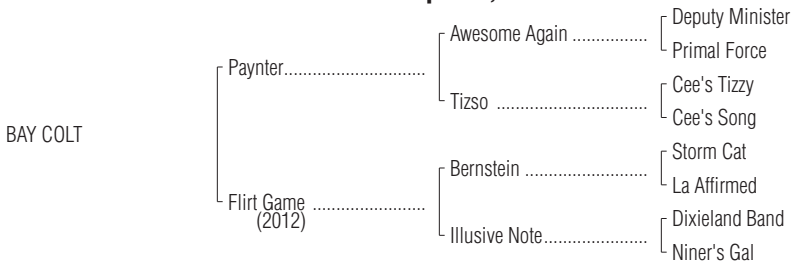 Deputy Minister
Awesome Again ................
Primal Force
Paynter.............................
Cee's Tizzy
Tizso ................................
Cee's Song
BAY COLT
Storm Cat
Bernstein ..........................
La Affirmed
Flirt Game ........................
(2012)
Dixieland Band
Illusive Note......................
Niner's Gal